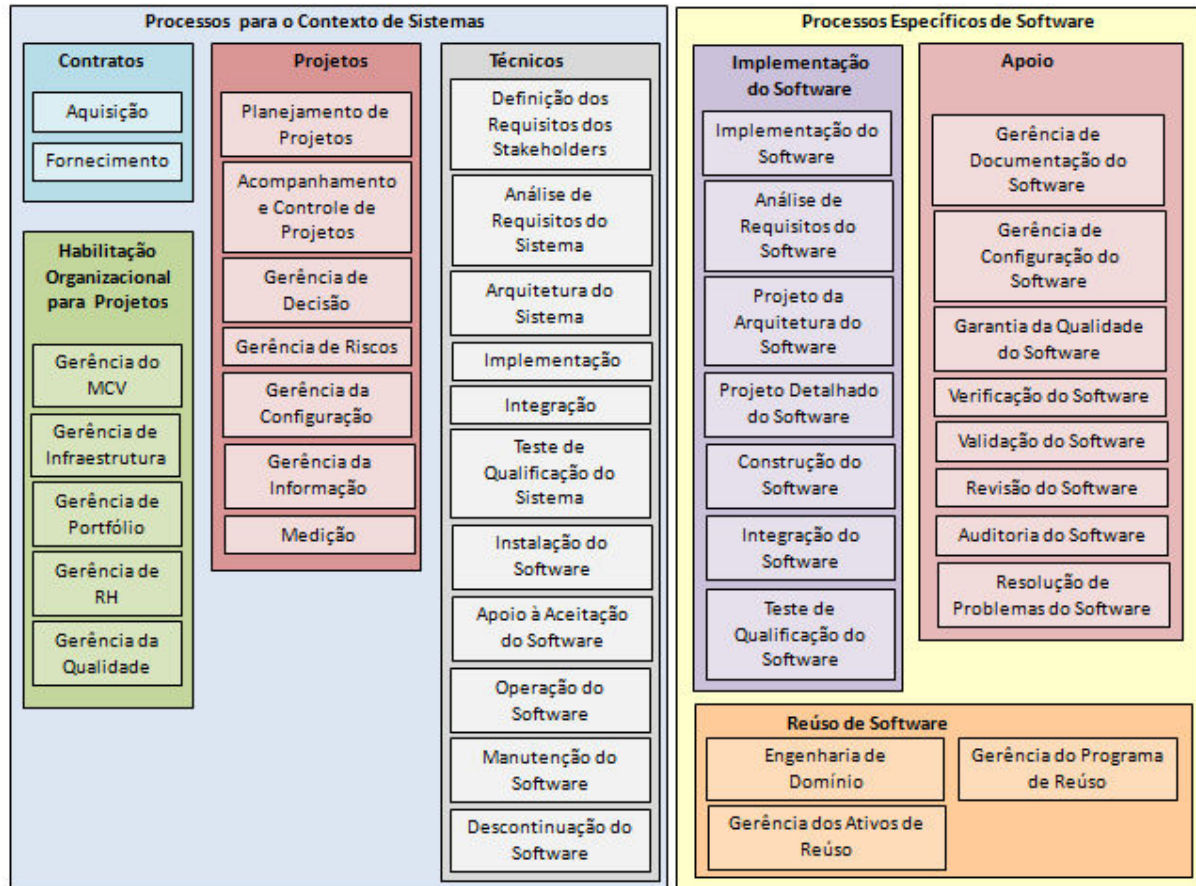 Processos para o Contexto de Sistemas
Contratos
Aquisição
Fornecimento
Habilitação
Organizacional
para Projetos
Gerência do
MCV
Gerência de
Infraestrutura
Gerência de
Portfólio
Gerência de
RH
Gerência da
Qualidade
Projetos
Planejamento de
Projetos
Acompanhamento
e Controle de
Projetos
Gerência de
Decisão
Gerência de Riscos
Gerência da
Configuração
Gerência da
Informação
Medição
Técnicos
Definição dos
Requisitos dos
Stakeholders
Análise de
Requisitos do
Sistema
Arquitetura do
Sistema
Implementação
Integração
Teste de
Qualificação do
Sistema
Instalação do
Software
Apoio à Aceitação
do Software
Operação do
Software
Manutenção do
Software
Descontinuação do
Software
Processos Específicos de Software
Implementação
do Software
Implementação do
Software
Análise de
Requisitos do
Software
Projeto da
Arquitetura do
Software
Projeto Detalhado
do Software
Construção do
Software
Integração do
Software
Teste de
Qualificação do
Software
Apoio
Gerência de
Documentação do
Software
Gerência de
Configuração do
Software
Garantia da Qualidade
do Software
Verificação do Software
Validação do Software
Revisão do Software
Auditoria do Software
Resolução de
Problemas do Software
Reúso de Software
Engenharia de
Domínio
Gerência do Programa
de Reúso
Gerência dos Ativos de
Reúso